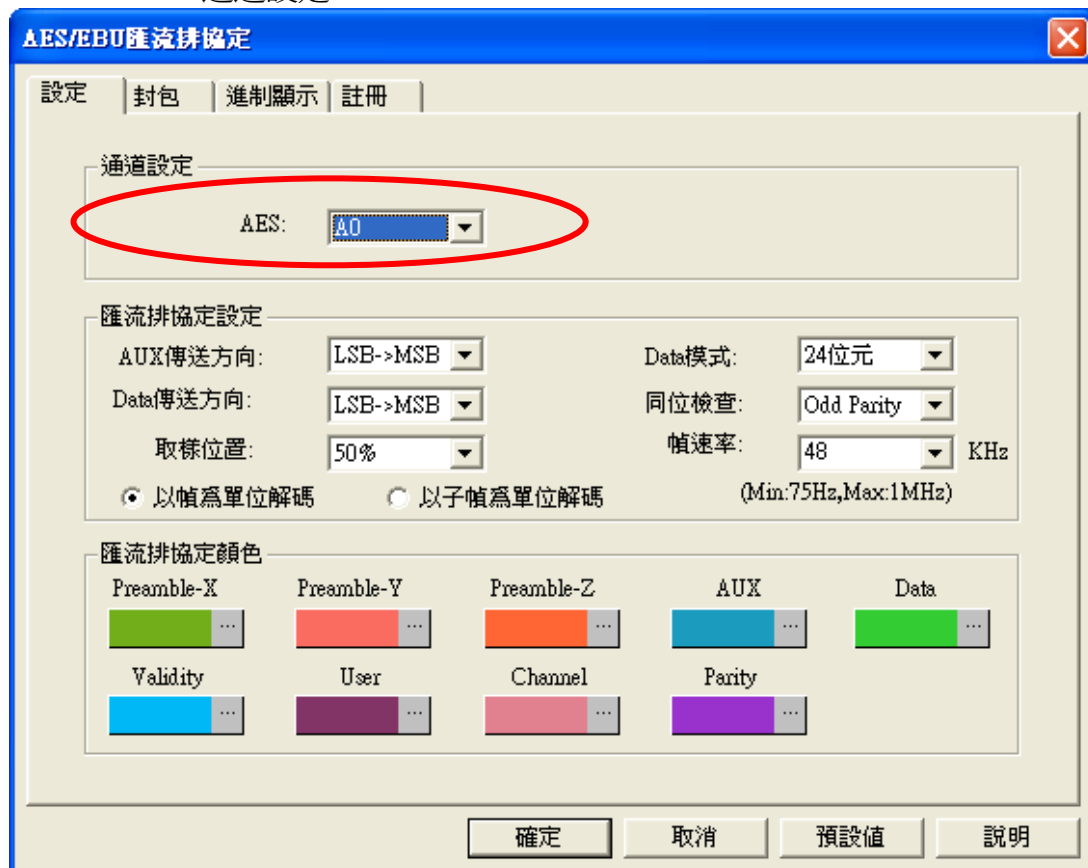 AES/EBU匯流排協定
設定 封包 進制顯示 註冊
通道設定
AES: A0
匯流排協定設定
AUX傳送方向: LSB->MSB Data模式: 24位元
Data傳送方向: LSB->MSB 同位檢查: Odd Parity
取樣位置: 50% 幀速率: 48 KHz
以幀爲單位解碼 以子幀爲單位解碼 (Min:75Hz,Max:1MHz)
匯流排協定顏色
Preamble-X Preamble-Y Preamble-Z AUX Data
... ... ... ... ...
Validity User Channel Parity
... ... ... ...
確定 取消 預設值 説明